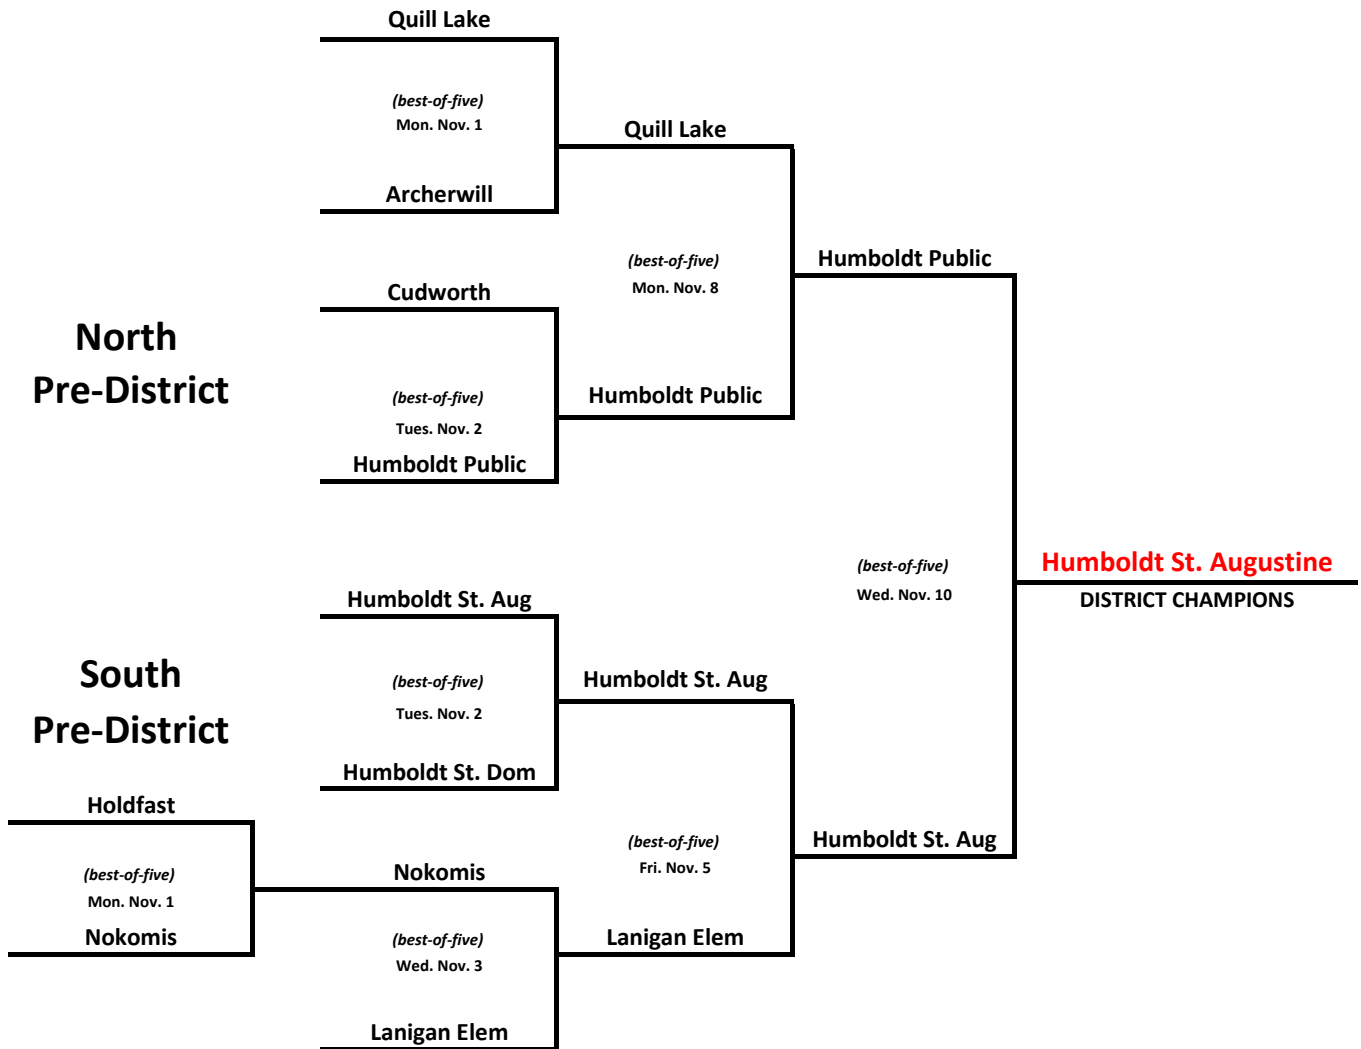 Quill Lake
(best-of-five)
Mon. Nov. 1
Quill Lake
Archerwill
(best-of-five)
Mon. Nov. 8
Humboldt Public
Cudworth
North
Pre-District
(best-of-five)
Tues. Nov. 2
Humboldt Public
Humboldt Public
(best-of-five)
Wed. Nov. 10
Humboldt St. Augustine
DISTRICT CHAMPIONS
Humboldt St. Aug
South
Pre-District
(best-of-five)
Tues. Nov. 2
Humboldt St. Aug
Humboldt St. Dom
Holdfast
(best-of-five)
Mon. Nov. 1
Nokomis
Nokomis
(best-of-five)
Fri. Nov. 5
Humboldt St. Aug
(best-of-five)
Wed. Nov. 3
Lanigan Elem
Lanigan Elem